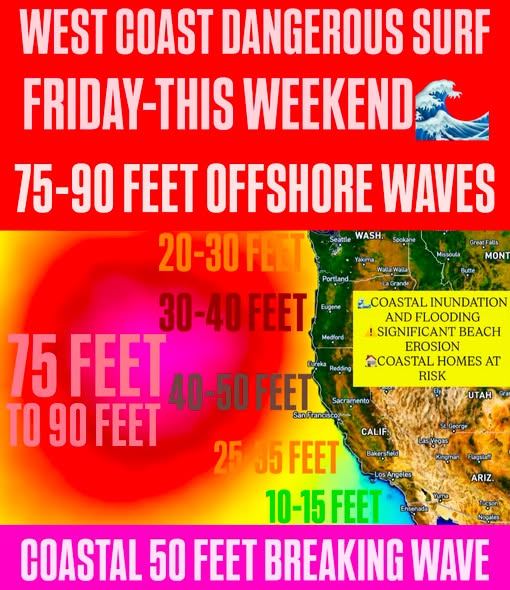 WEST COAST DANGEROUS SURF
FRIDAY-THIS WEEKEND🌊
75-90 FEET OFFSHORE WAVES
20-30 FEET
30-40 FEET
75 FEET
TO 90 FEET
40-50 FEET
25-35 FEET
10-15 FEET
WASH.
Seattle
Spokane
Great Falls
Yakima
Missoula
MONT
Walla Walla
Butte
Portland
La Grande
Eugene
Medford
Eureka
Redding
🌊COASTAL INUNDATION
AND FLOODING
⚠️SIGNIFICANT BEACH
EROSION
🏠COASTAL HOMES AT
RISK
UTAH
Sacramento
San Francisco
St. George
CALIF.
Las Vegas
Bakersfield
Kingman
Flagstaff
Los Angeles
ARIZ.
Yuma
Ensenada
Tucson
Nogales
COASTAL 50 FEET BREAKING WAVE